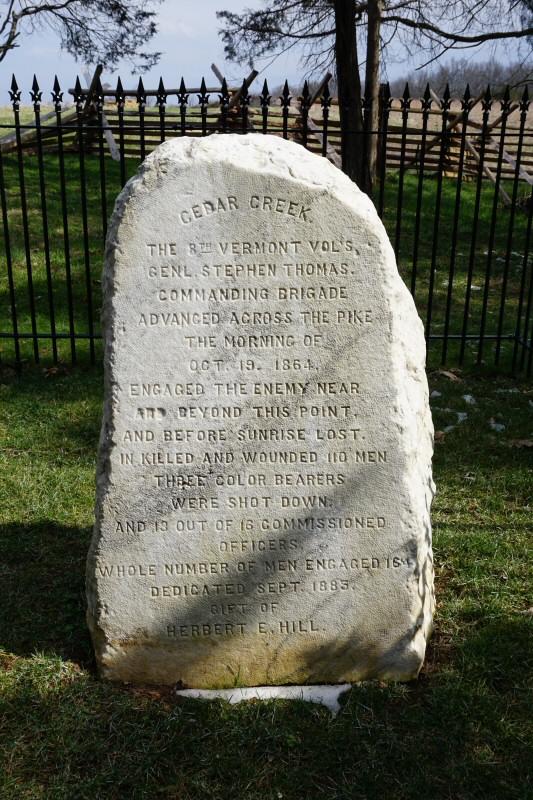 CEDAR CREEK.
THE 8TH VERMONT VOL'S,
GENL. STEPHEN THOMAS.
COMMANDING BRIGADE
ADVANCED ACROSS THE PIKE
THE MORNING OF
OCT. 19. 1864.
ENGAGED THE ENEMY NEAR
AND BEYOND THIS POINT.
AND BEFORE SUNRISE LOST.
IN KILLED AND WOUNDED 110 MEN
THREE COLOR BEARERS
WERE SHOT DOWN.
AND 13 OUT OF 16 COMMISSIONED
OFFICERS.
WHOLE NUMBER OF MEN ENGAGED 164
DEDICATED SEPT. 1885.
GIFT OF
HERBERT E. HILL.